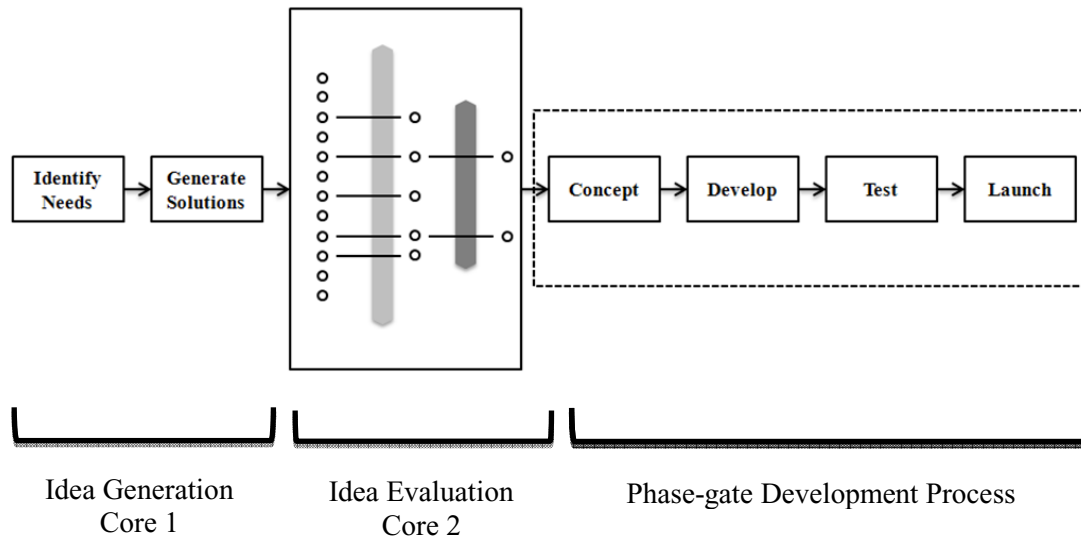 Identify
Needs
Generate
Solutions
Concept
Develop
Test
Launch
Idea Generation
Core 1
Idea Evaluation
Core 2
Phase-gate Development Process